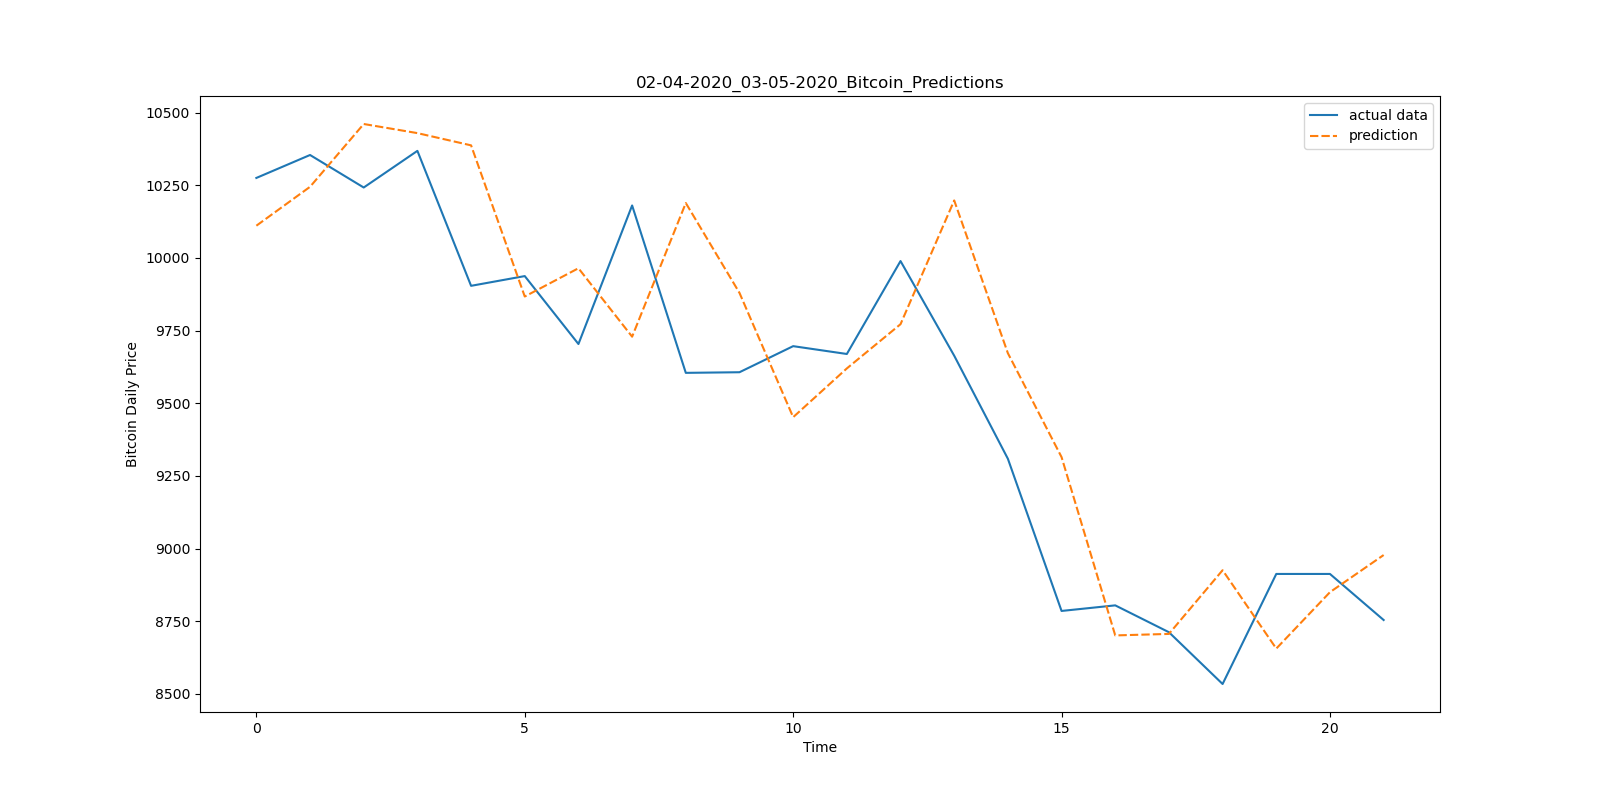 02-04-2020_03-05-2020_Bitcoin_Predictions
actual data
prediction
10500
10250
10000
9750
9500
9250
9000
8750
8500
Bitcoin Daily Price
0 5 10 15 20
Time